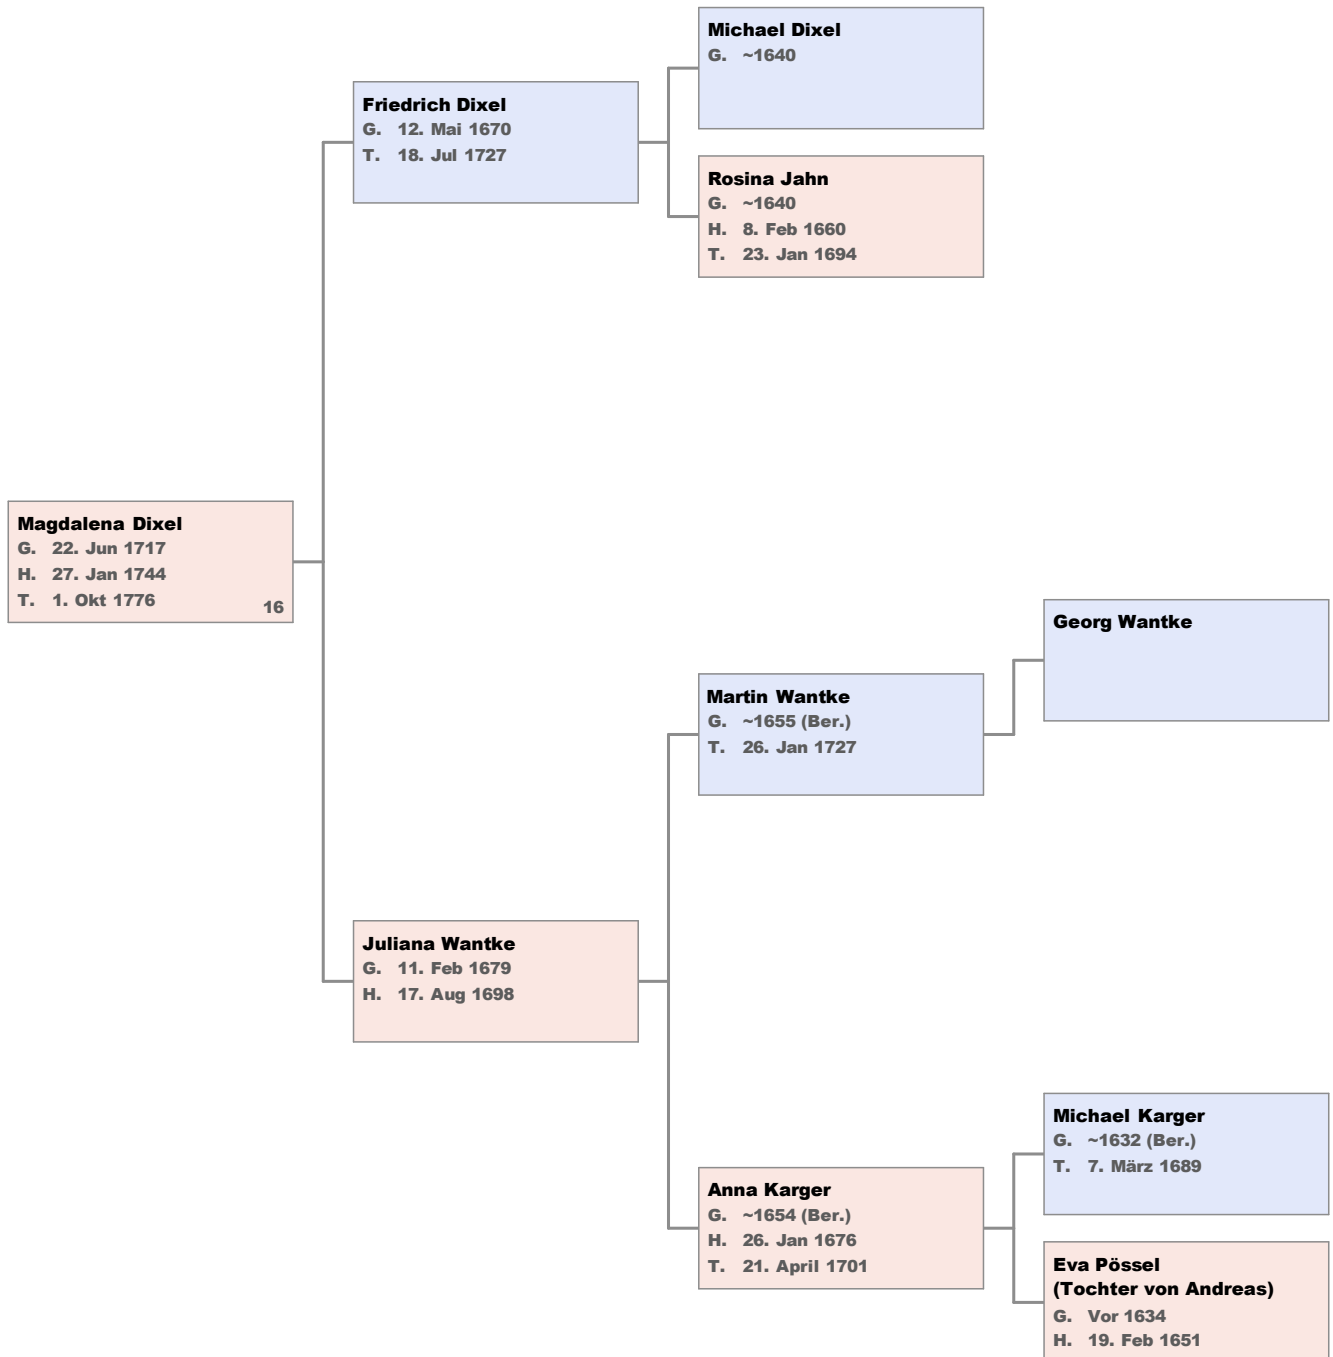 Michael Dixel
G. ~1640
Friedrich Dixel
G. 12. Mai 1670
T. 18. Jul 1727
Rosina Jahn
G. ~1640
H. 8. Feb 1660
T. 23. Jan 1694
Magdalena Dixel
G. 22. Jun 1717
H. 27. Jan 1744
T. 1. Okt 1776
16
Georg Wantke
Martin Wantke
G. ~1655 (Ber.)
T. 26. Jan 1727
Juliana Wantke
G. 11. Feb 1679
H. 17. Aug 1698
Michael Karger
G. ~1632 (Ber.)
T. 7. März 1689
Anna Karger
G. ~1654 (Ber.)
H. 26. Jan 1676
T. 21. April 1701
Eva Pössel
(Tochter von Andreas)
G. Vor 1634
H. 19. Feb 1651